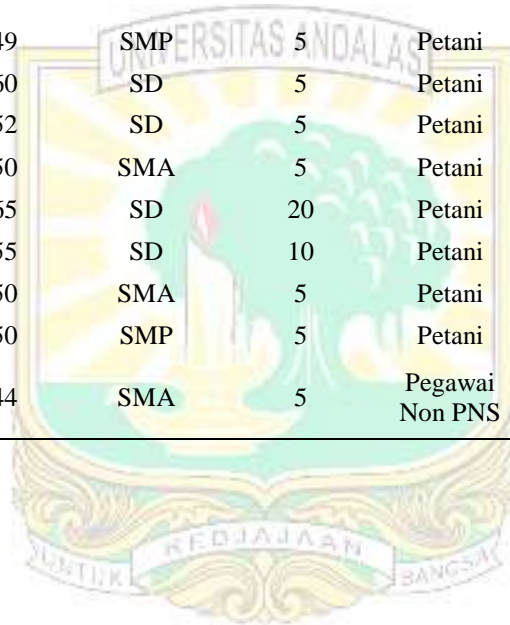 UNIVERSITAS ANDALAS
49 SMP 5 Petani
SD 5 Petani
52 SD 5 Petani
50 SMA 5 Petani
SD 20 Petani
55 SD 10 Petani
50 SMA 5 Petani
50 SMP 5 Petani
44 SMA 5 Pegawai
Non PNS
UNTUK KEDJAJAAN BANGSA